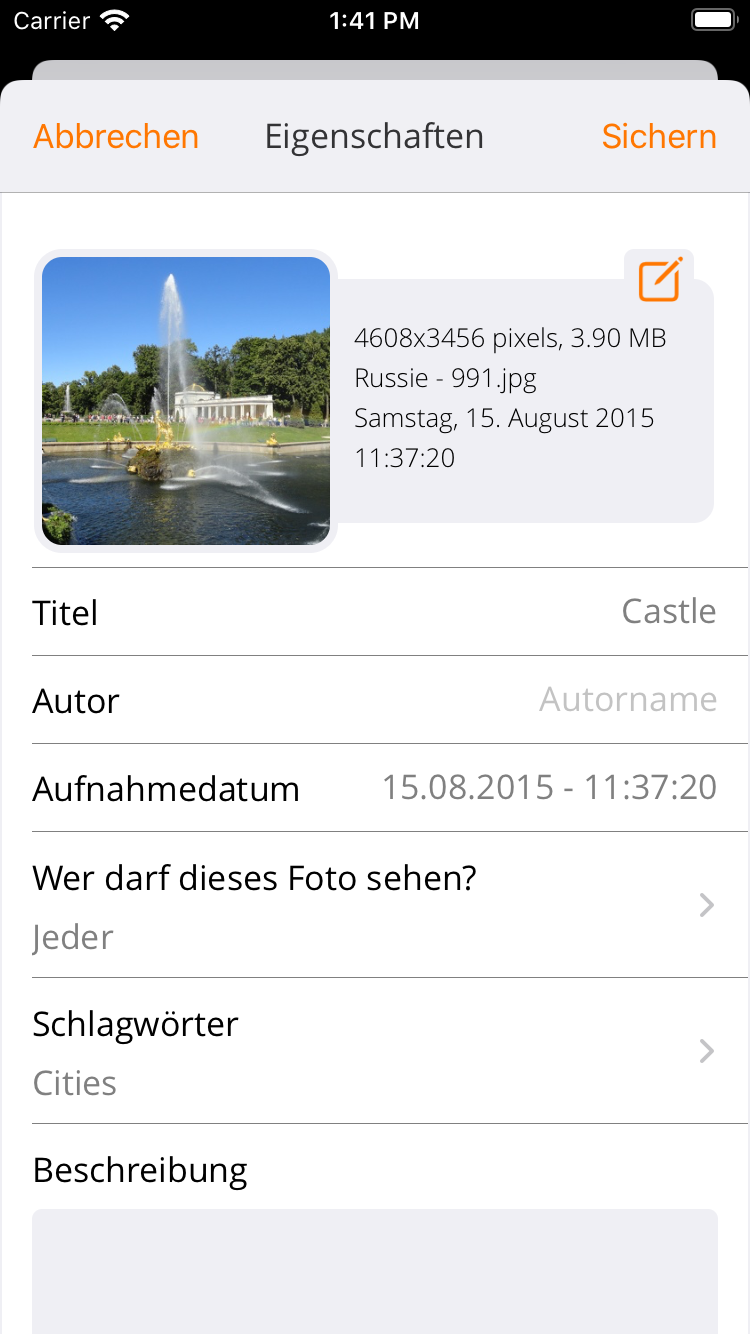 Carrier 1:41 PM
Abbrechen Eigenschaften Sichern
4608x3456 pixels, 3.90 MB
Russie - 991.jpg
Samstag, 15. August 2015
11:37:20
Titel Castle
Autor Autorname
Aufnahmedatum 15.08.2015 - 11:37:20
Wer darf dieses Foto sehen?
Jeder
Schlagwörter
Cities
Beschreibung